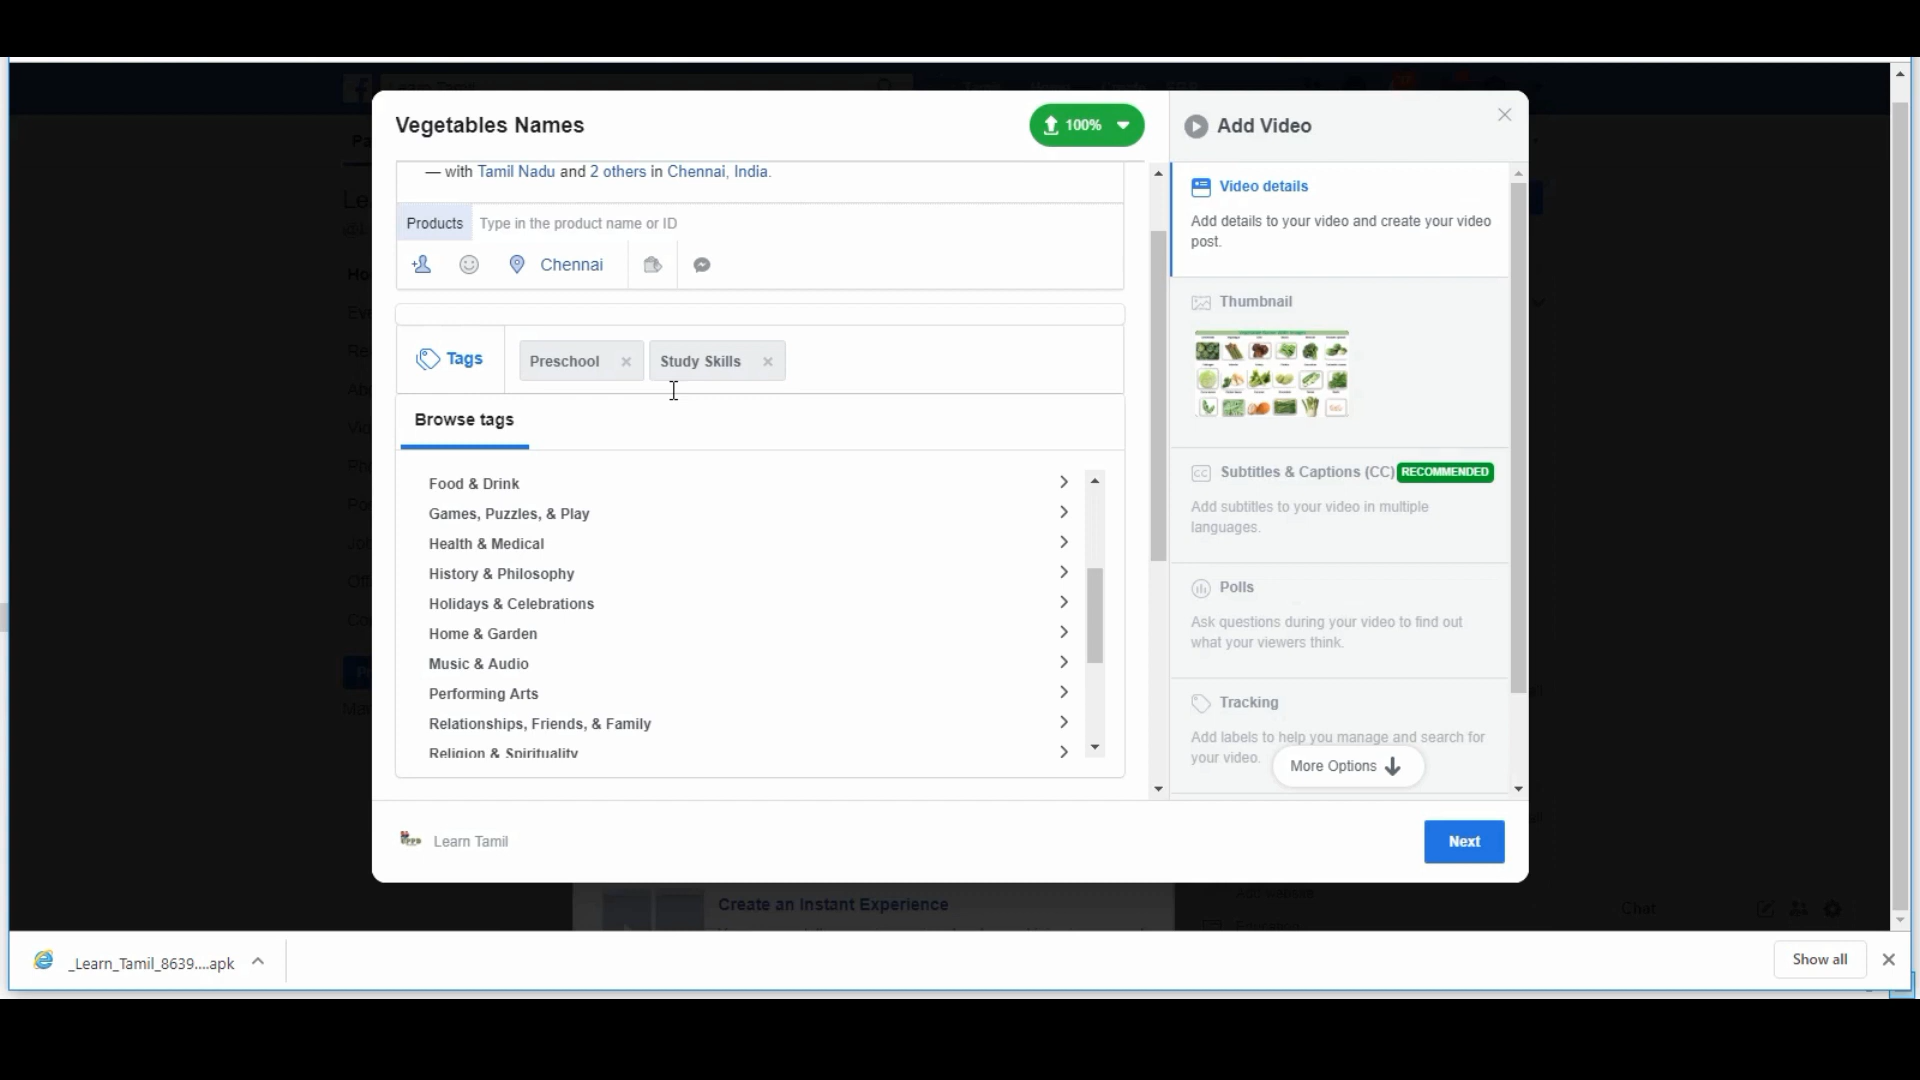 Vegetables Names
100%
Add Video
— with Tamil Nadu and 2 others in Chennai, India.
Products
Type in the product name or ID
Chennai
Tags
Preschool
Study Skills
Browse tags
Food & Drink
Games, Puzzles, & Play
Health & Medical
History & Philosophy
Holidays & Celebrations
Home & Garden
Music & Audio
Performing Arts
Relationships, Friends, & Family
Religion & Spirituality
Video details
Add details to your video and create your video
post.
Thumbnail
CC
Subtitles & Captions (CC)
RECOMMENDED
Add subtitles to your video in multiple
languages.
Polls
Ask questions during your video to find out
what your viewers think.
Tracking
Add labels to help you manage and search for
your video.
More Options
Learn Tamil
Next
Create an Instant Experience
Chat
_Learn_Tamil_8639....apk
Show all